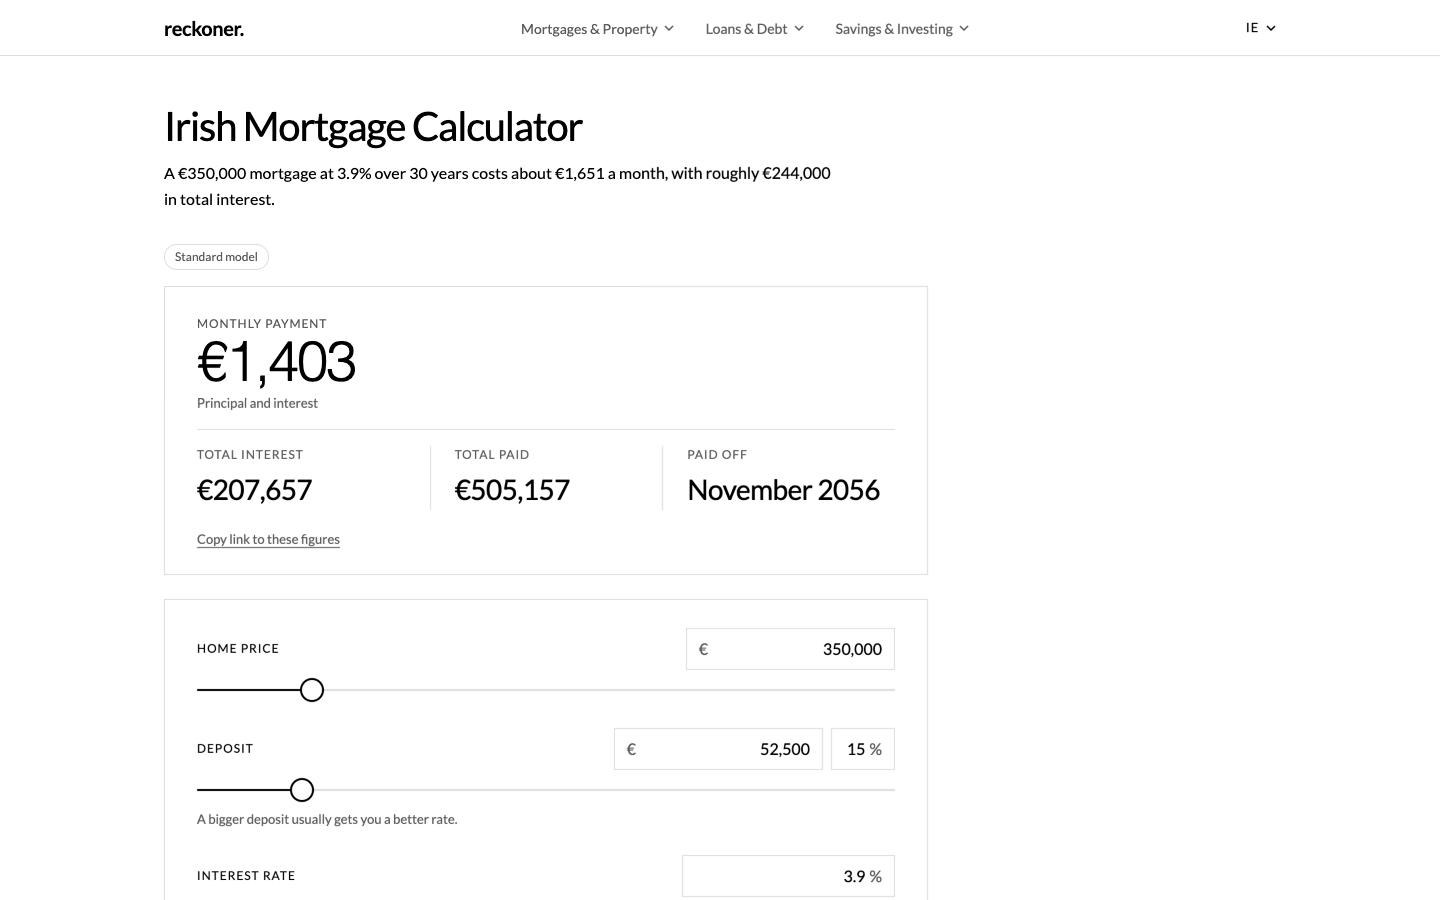 reckoner.
Mortgages & Property
Loans & Debt
Savings & Investing
IE
Irish Mortgage Calculator
A €350,000 mortgage at 3.9% over 30 years costs about €1,651 a month, with roughly €244,000
in total interest.
Standard model
MONTHLY PAYMENT
€1,403
Principal and interest
TOTAL INTEREST
€207,657
TOTAL PAID
€505,157
PAID OFF
November 2056
Copy link to these figures
HOME PRICE
€ 350,000
DEPOSIT
€ 52,500
15 %
A bigger deposit usually gets you a better rate.
INTEREST RATE
3.9 %